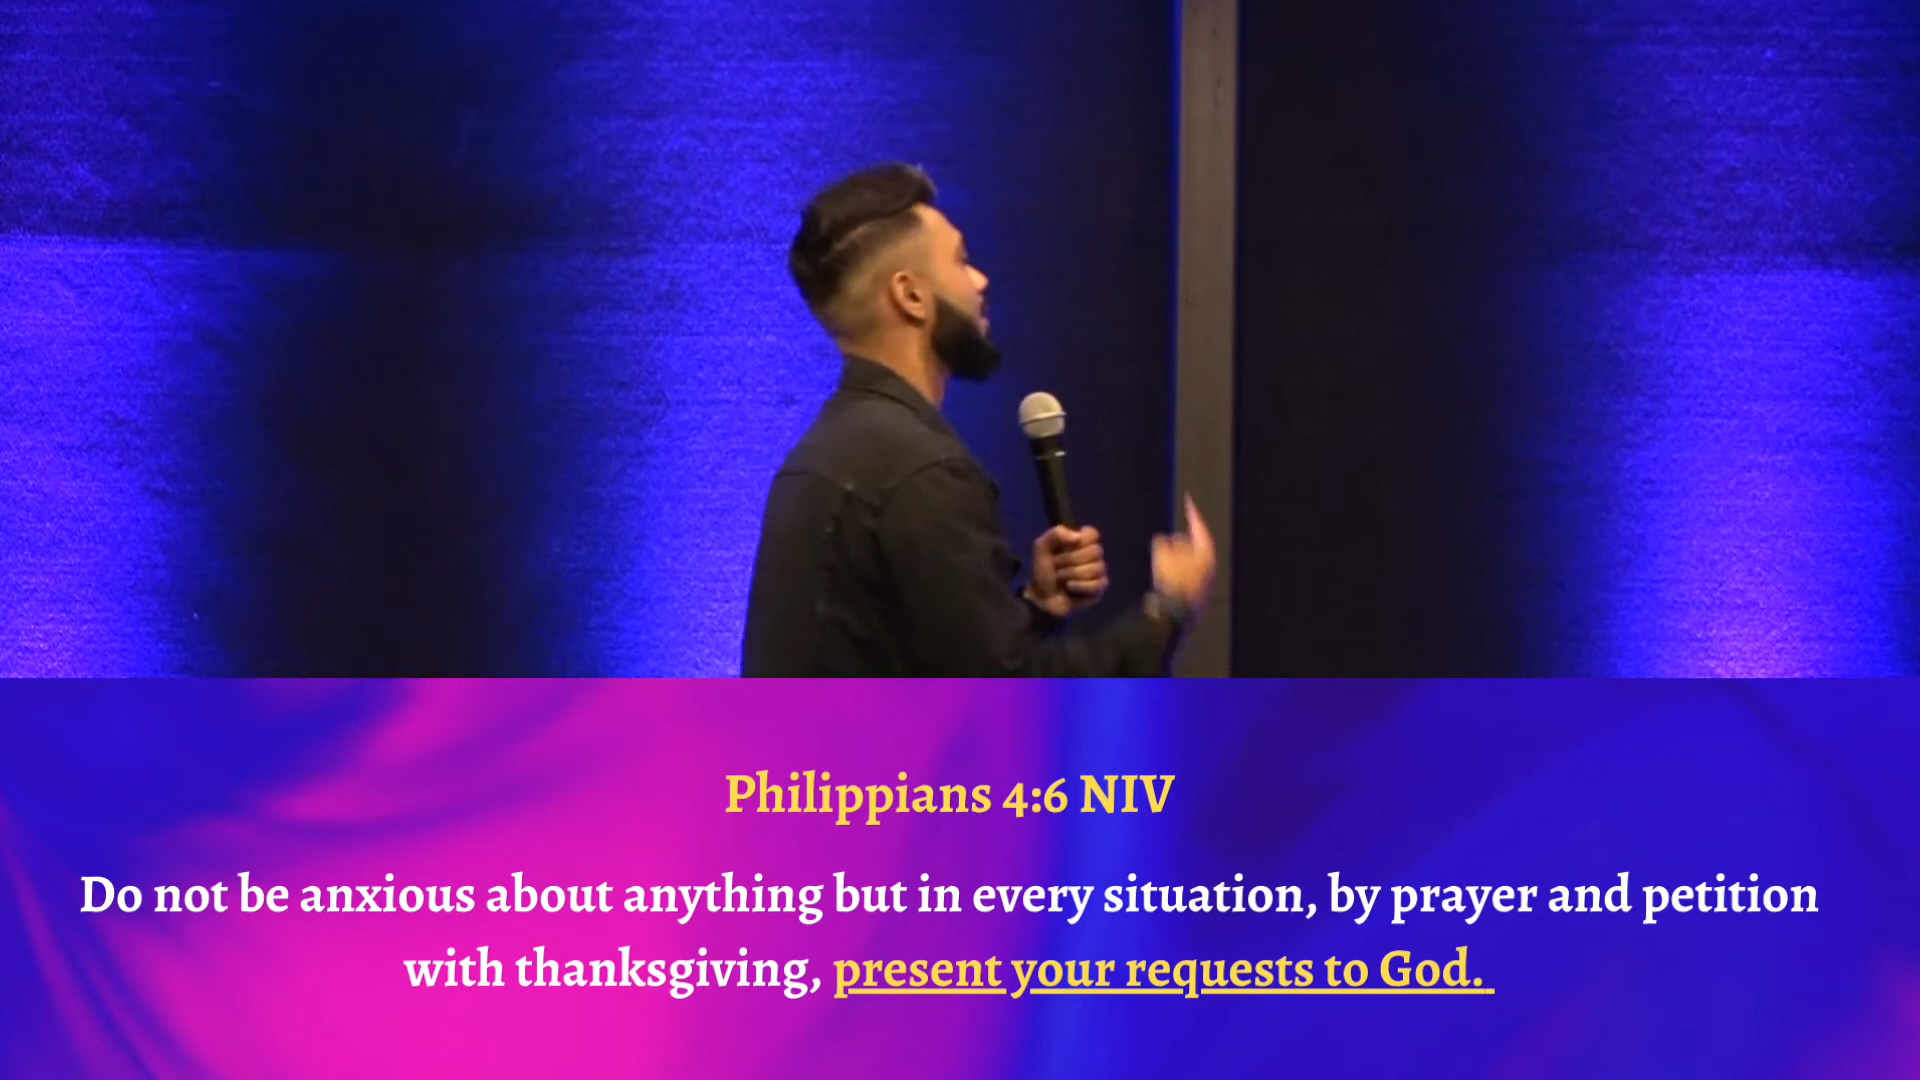 Philippians 4:6 NIV
Do not be anxious about anything but in every situation, by prayer and petition
with thanksgiving, present your requests to God.